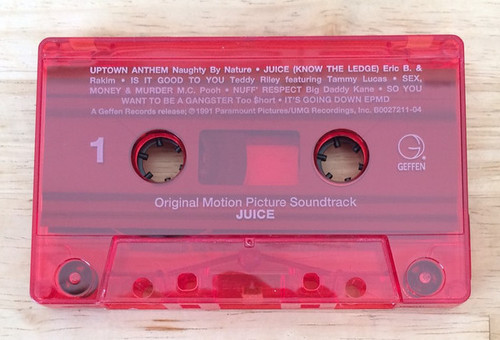 UPTOWN ANTHEM Naughty By Nature • JUICE (KNOW THE LEDGE) Eric B. &
Rakim • IS IT GOOD TO YOU Teddy Riley featuring Tammy Lucas • SEX,
MONEY & MURDER M.C. Pooh • NUFF' RESPECT Big Daddy Kane • SO YOU
WANT TO BE A GANGSTER Too $hort • IT'S GOING DOWN EPMD
A Geffen Records release; ℗1991 Paramount Pictures/UMG Recordings, Inc. B0027211-04
1
GEFFEN
Original Motion Picture Soundtrack
JUICE